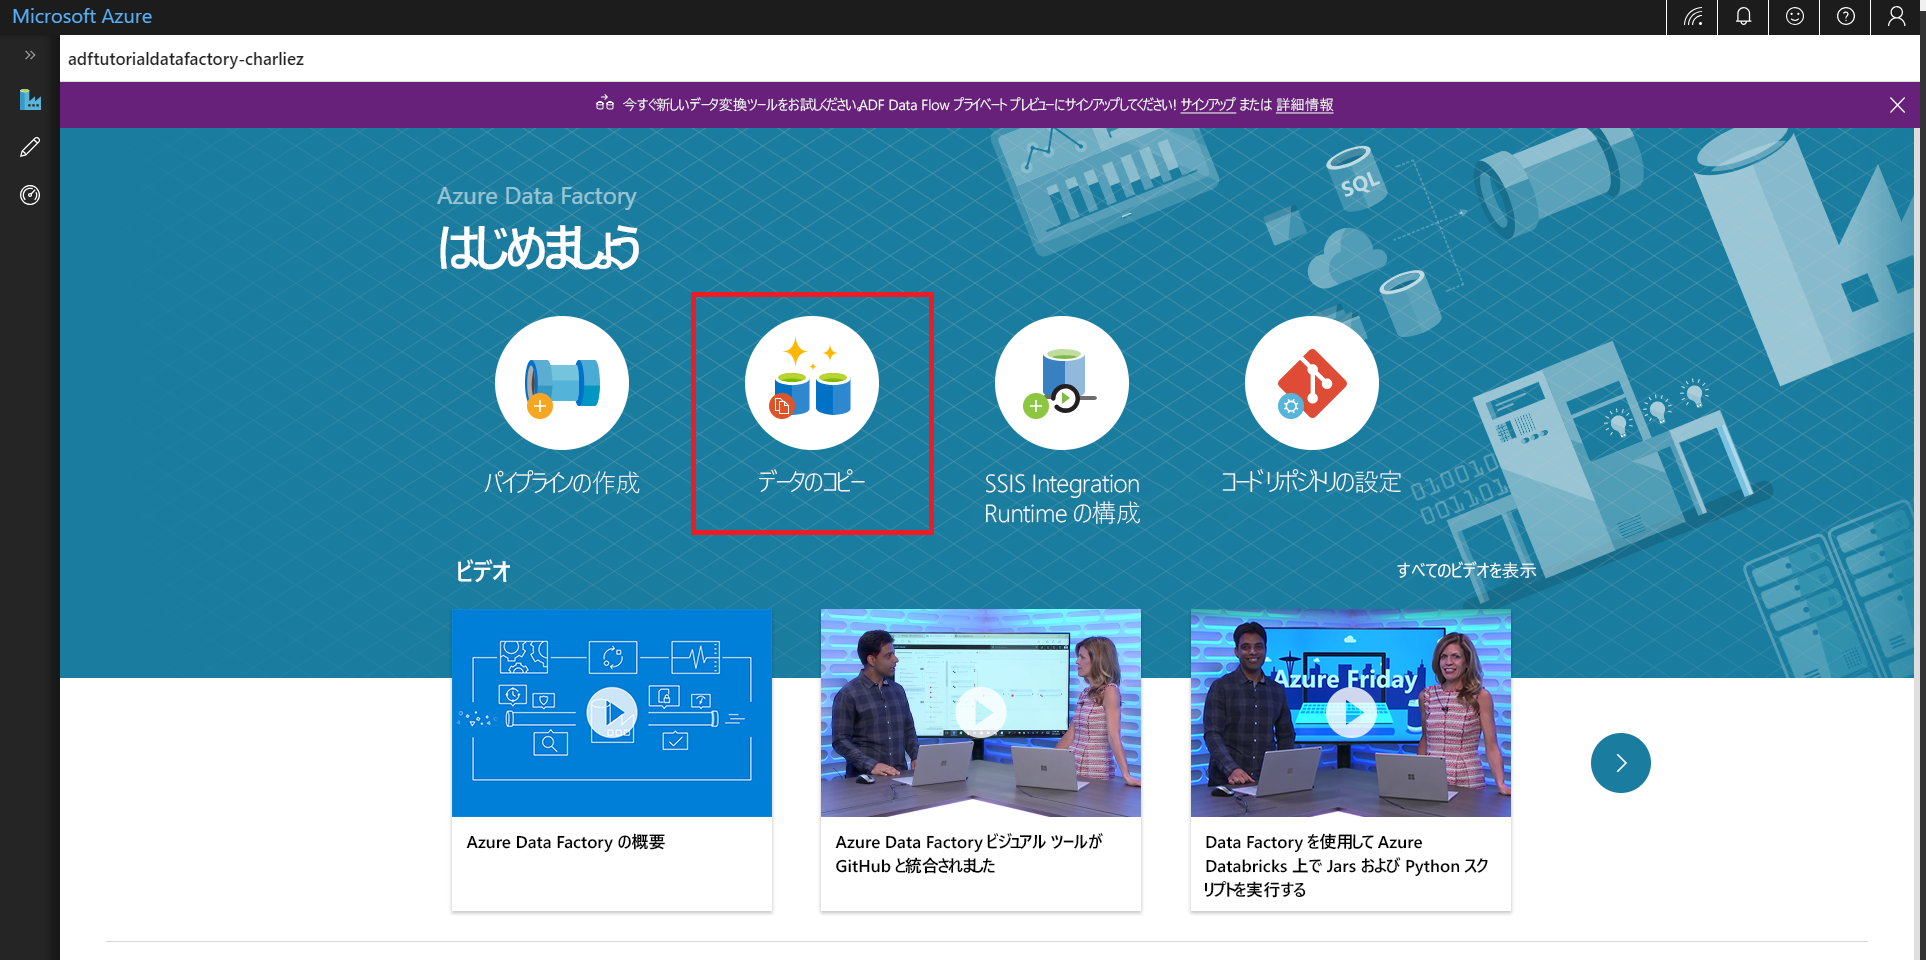 Microsoft Azure
adftutorialdatafactory-charliez
今すぐ新しいデータ変換ツールをお試しください。ADF Data Flow プライベート プレビューにサインアップしてください! サインアップ または 詳細情報
Azure Data Factory
はじめましょう
SQL
パイプラインの作成
データのコピー
SSIS Integration
Runtime の構成
コード リポジトリの設定
010010
011011
ビデオ
すべてのビデオを表示
Azure Friday
Azure Data Factory の概要
Azure Data Factory ビジュアル ツールが
GitHub と統合されました
Data Factory を使用して Azure
Databricks 上で Jars および Python スク
リプトを実行する